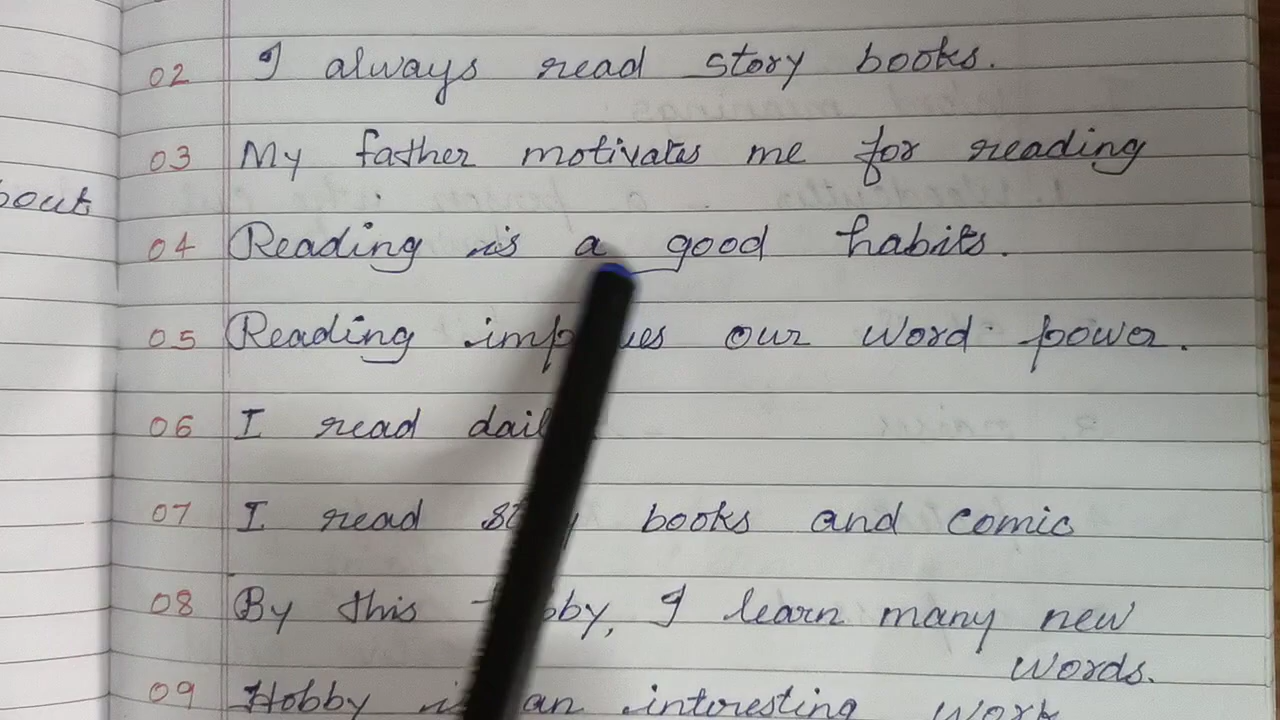 02 I always read story books.
03 My father motivates me for reading
bout
04 Reading is a good habits.
05 Reading our word power.
06 I read
07 I read books and comic
08 By this I learn many new
words.
09 Hobby an interesting work